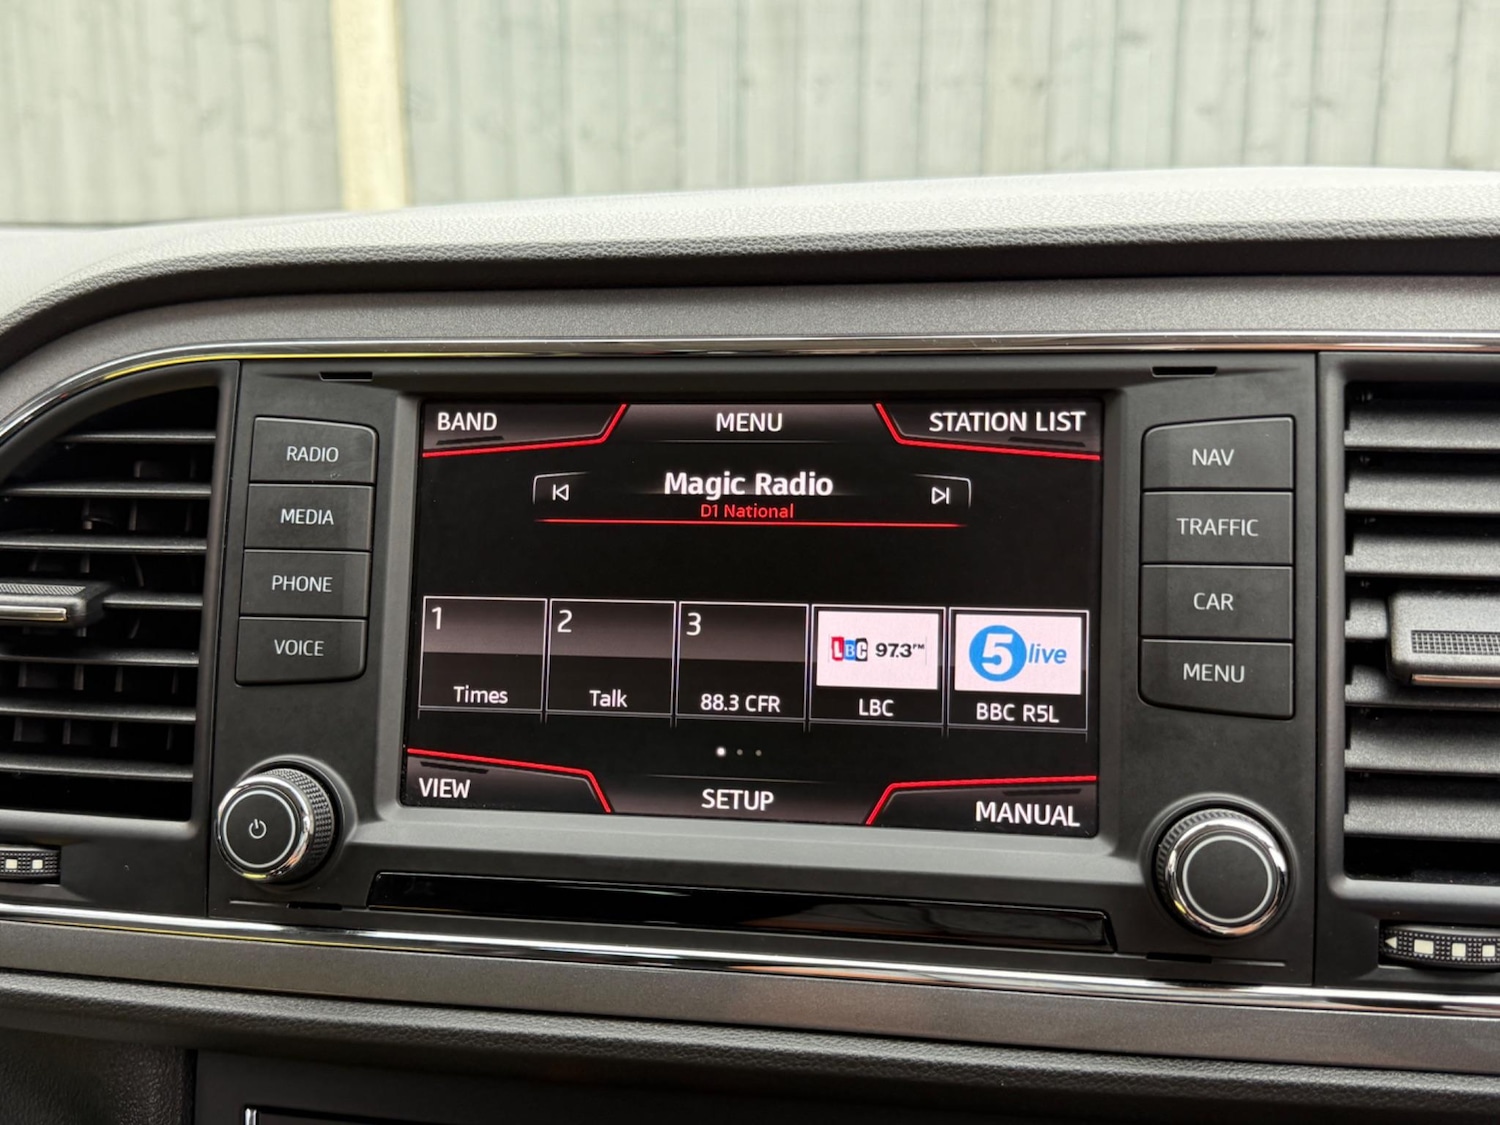 BAND
MENU
STATION LIST
Magic Radio
D1 National
1
2
3
LBC 97.3FM
5 live
Times
Talk
88.3 CFR
LBC
BBC R5L
VIEW
SETUP
MANUAL
RADIO
MEDIA
PHONE
VOICE
NAV
TRAFFIC
CAR
MENU